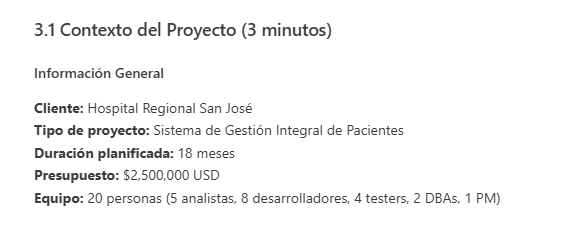 3.1 Contexto del Proyecto (3 minutos)
Información General
Cliente: Hospital Regional San José
Tipo de proyecto: Sistema de Gestión Integral de Pacientes
Duración planificada: 18 meses
Presupuesto: $2,500,000 USD
Equipo: 20 personas (5 analistas, 8 desarrolladores, 4 testers, 2 DBAs, 1 PM)